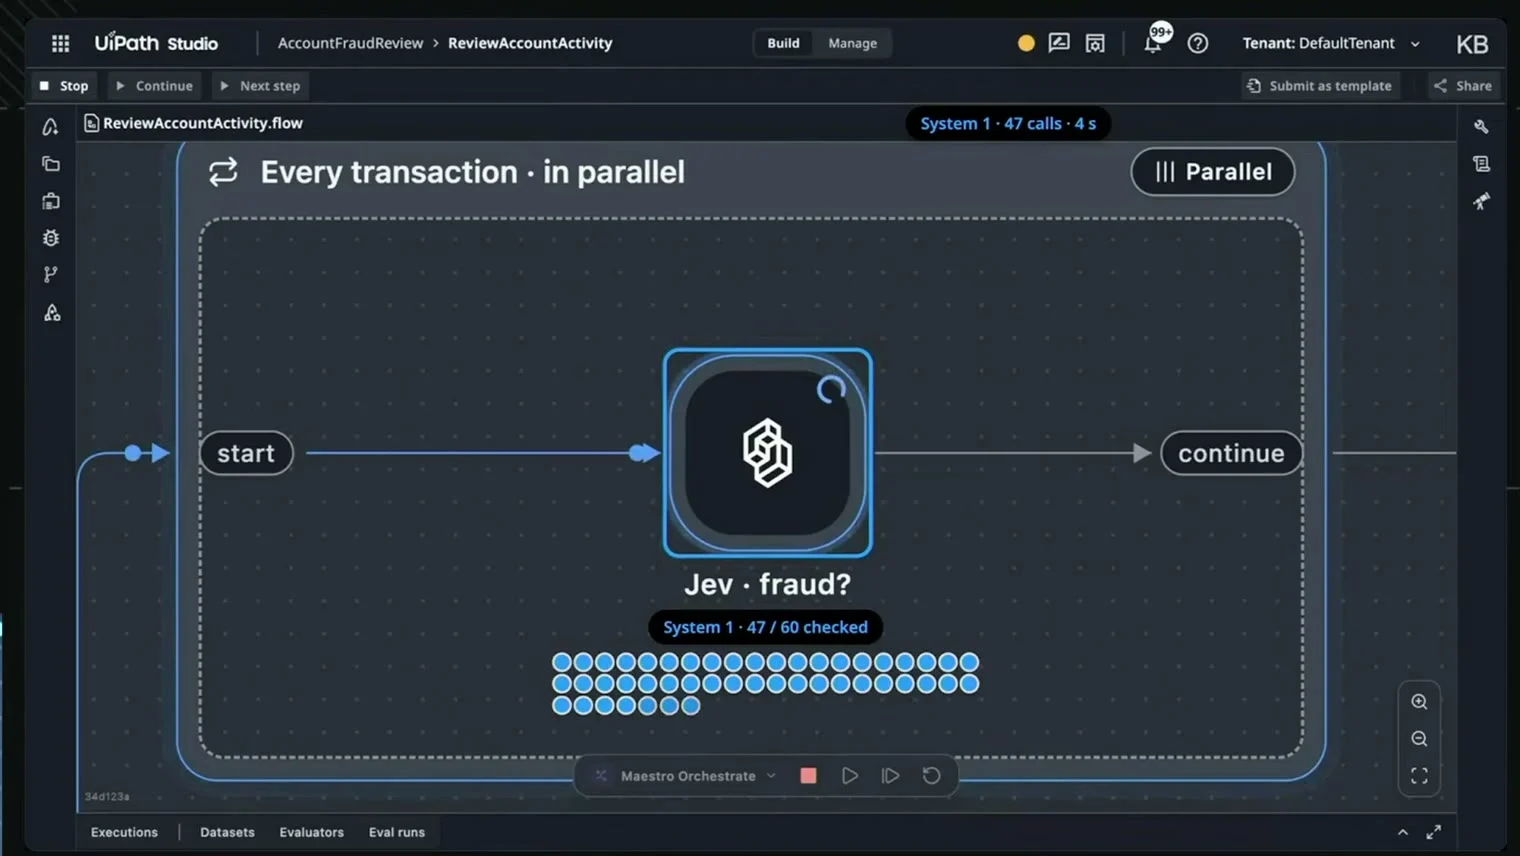 UiPath Studio
AccountFraudReview > ReviewAccountActivity
Build
Manage
99+
Tenant: DefaultTenant
KB
Stop
Continue
Next step
Submit as template
Share
ReviewAccountActivity.flow
System 1 · 47 calls · 4 s
Every transaction · in parallel
Parallel
start
continue
Jev · fraud?
System 1 · 47 / 60 checked
Maestro Orchestrate
34d123a
Executions
Datasets
Evaluators
Eval runs